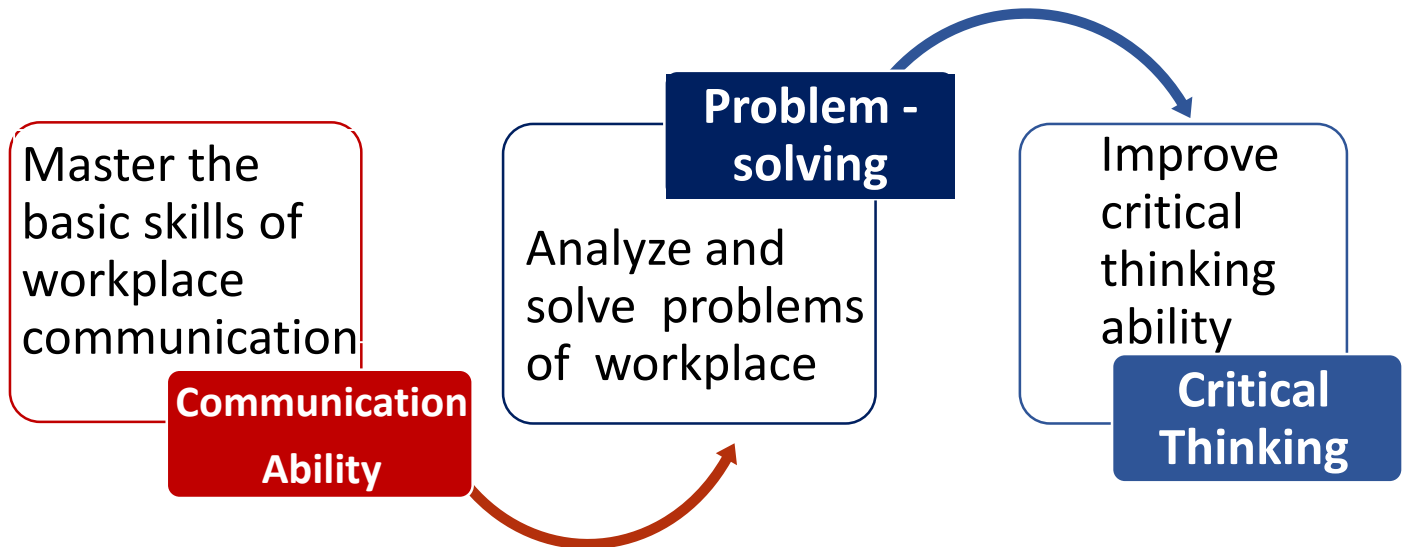 Master the
basic skills of
workplace
communication
Communication
Ability
Problem -
solving
Analyze and
solve  problems
of  workplace
Improve
critical
thinking
ability
Critical
Thinking